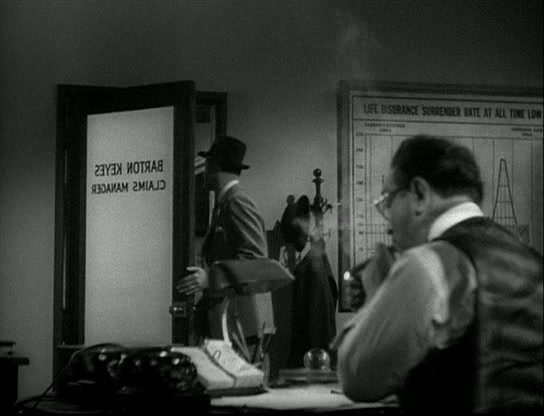 BARTON KEYES
CLAIMS MANAGER
LIFE INSURANCE SURRENDER RATE AT ALL TIME LOW